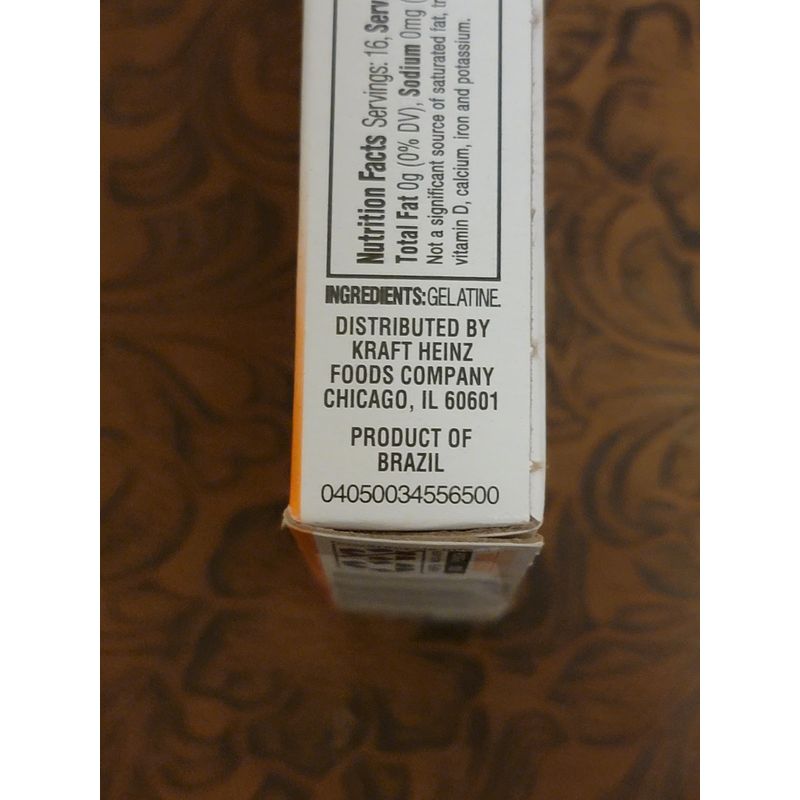 Nutrition Facts Servings: 16, Serv
Total Fat 0g (0% DV), Sodium 0mg (
Not a significant source of saturated fat, tr
vitamin D, calcium, iron and potassium.
INGREDIENTS: GELATINE.
DISTRIBUTED BY
KRAFT HEINZ
FOODS COMPANY
CHICAGO, IL 60601
PRODUCT OF
BRAZIL
04050034556500